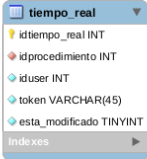 tiempo_real
idtiempo_real INT
idprocedimiento INT
iduser INT
token VARCHAR(45)
esta_modificado TINYINT
Indexes